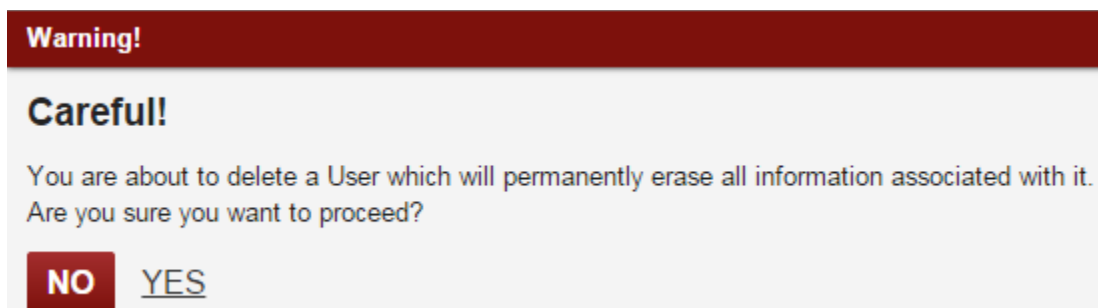 Warning!
Careful!
You are about to delete a User which will permanently erase all information associated with it.
Are you sure you want to proceed?
NO YES